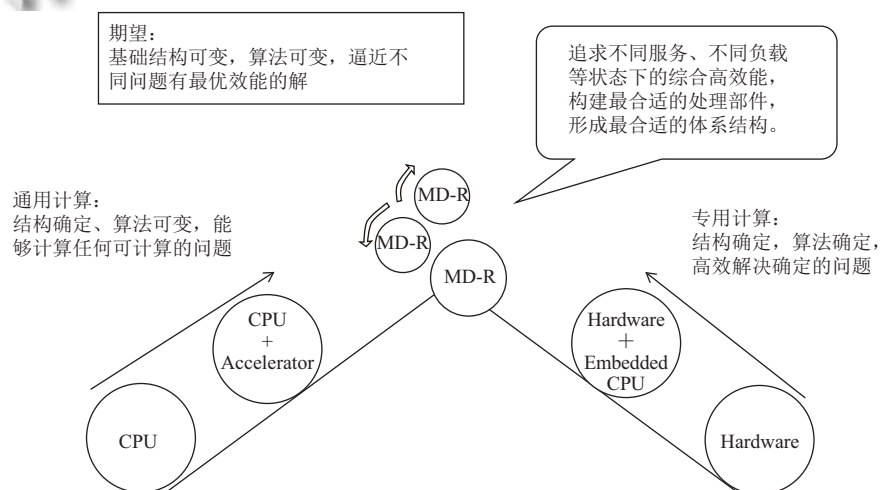 期望：
基础结构可变，算法可变，逼近不
同问题有最优效能的解
追求不同服务、不同负载
等状态下的综合高效能，
构建最合适的处理部件，
形成最合适的体系结构。
通用计算：
结构确定、算法可变，能
够计算任何可计算的问题
MD-R
MD-R
MD-R
专用计算：
结构确定，算法确定，
高效解决确定的问题
CPU
+
Accelerator
Hardware
+
Embedded
CPU
CPU
Hardware